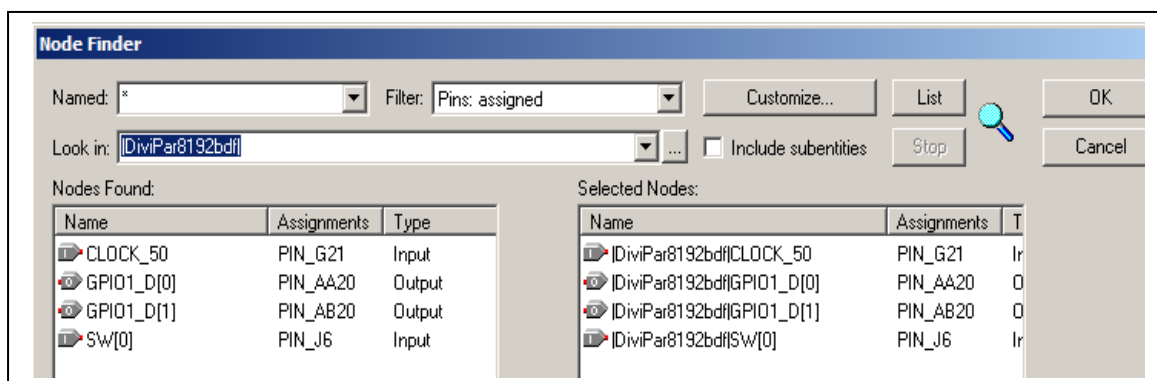 Node Finder
Named: * Filter: Pins: assigned Customize... List OK
Look in: |DiviPar8192bdf| ... Include subentities Stop Cancel
Nodes Found: Selected Nodes:
Name Assignments Type Name Assignments T
CLOCK_50 PIN_G21 Input |DiviPar8192bdf|CLOCK_50 PIN_G21 Ir
GPIO1_D[0] PIN_AA20 Output |DiviPar8192bdf|GPIO1_D[0] PIN_AA20 O
GPIO1_D[1] PIN_AB20 Output |DiviPar8192bdf|GPIO1_D[1] PIN_AB20 O
SW[0] PIN_J6 Input |DiviPar8192bdf|SW[0] PIN_J6 Ir